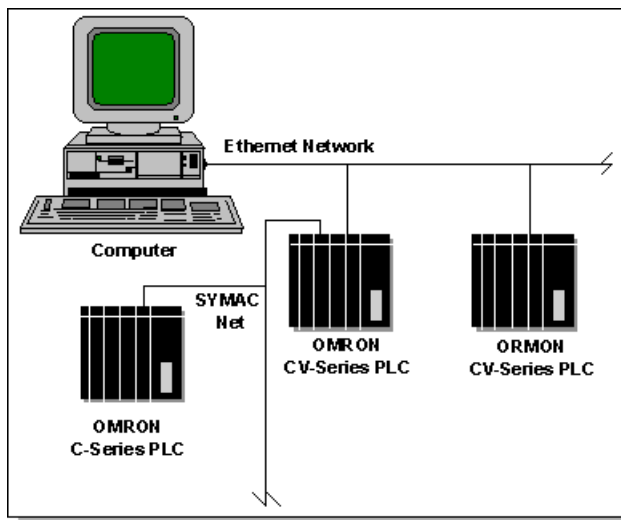 Ethernet Network
Computer
SYMAC
Net
OMRON
CV-Series PLC
ORMON
CV-Series PLC
OMRON
C-Series PLC